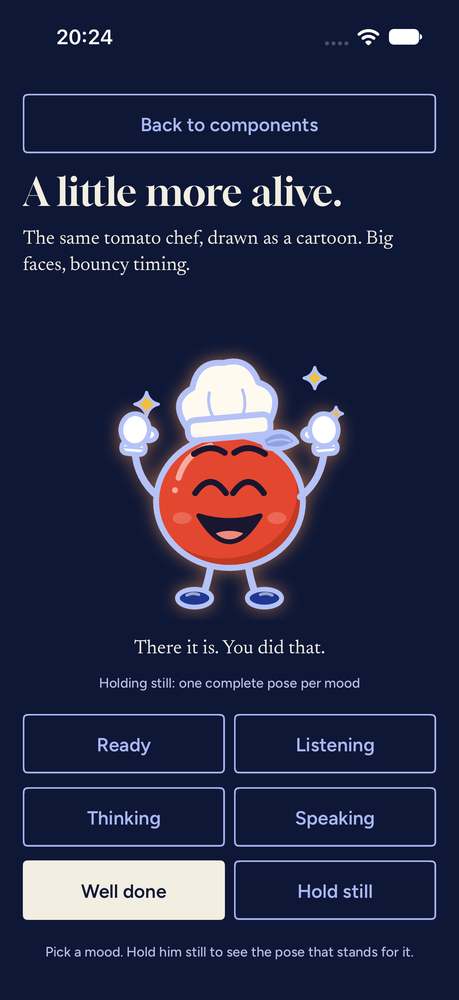 20:24
Back to components
A little more alive.
The same tomato chef, drawn as a cartoon. Big
faces, bouncy timing.
There it is. You did that.
Holding still: one complete pose per mood
Ready
Listening
Thinking
Speaking
Well done
Hold still
Pick a mood. Hold him still to see the pose that stands for it.